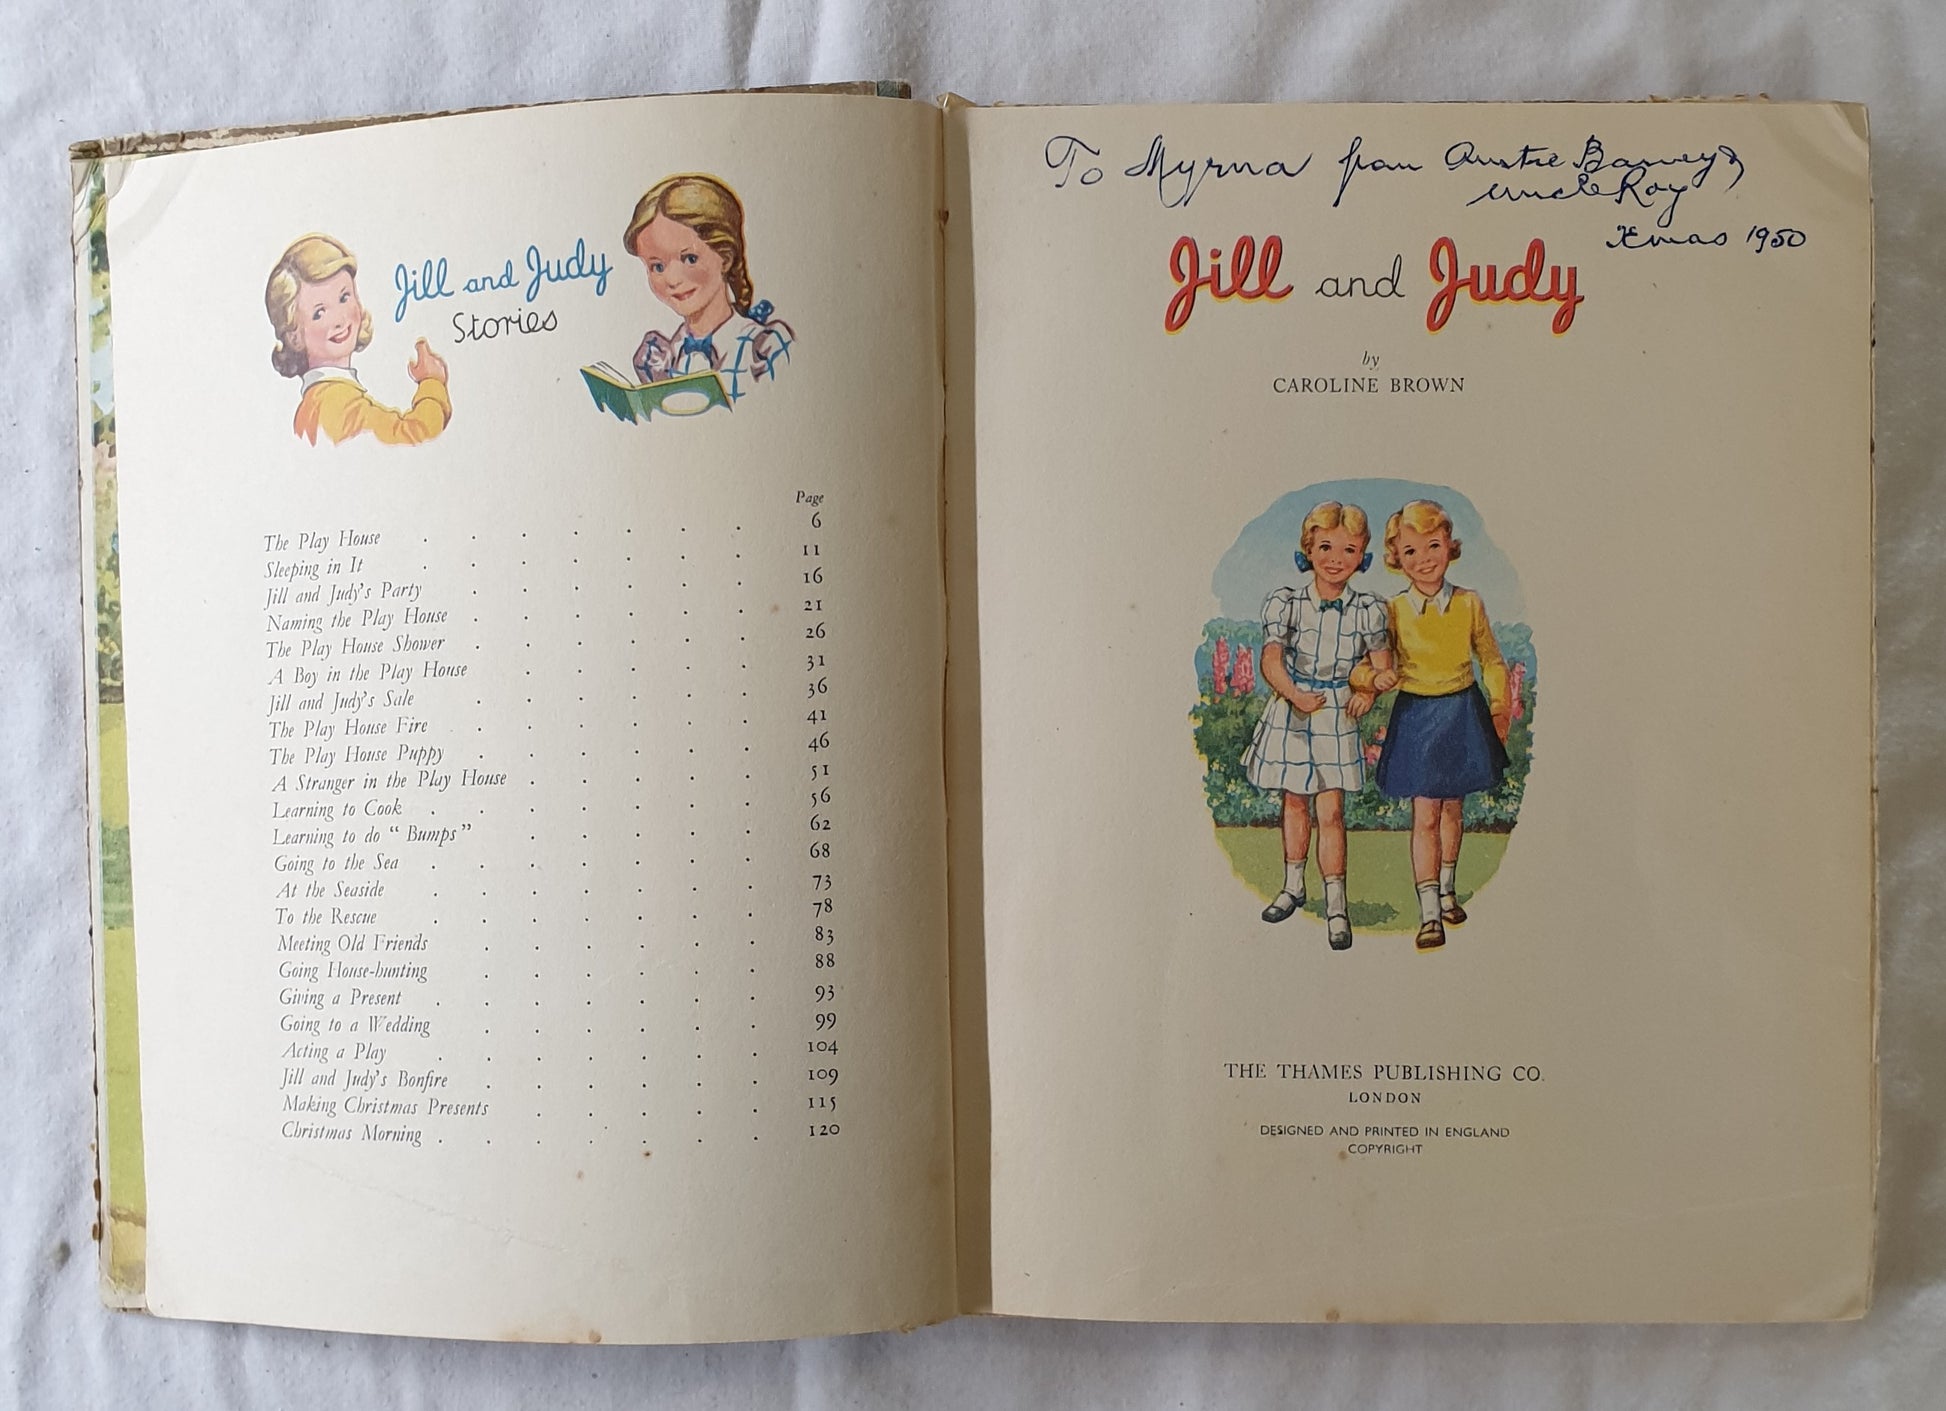 Jill and Judy
Stories
Page
The Play House . . . . . . . 6
Sleeping in It . . . . . . . 11
Jill and Judy's Party . . . . . . 16
Naming the Play House . . . . . . 21
The Play House Shower . . . . . . 26
A Boy in the Play House . . . . . 31
Jill and Judy's Sale . . . . . . 36
The Play House Fire . . . . . . 41
The Play House Puppy . . . . . . 46
A Stranger in the Play House . . . . . 51
Learning to Cook . . . . . . . 56
Learning to do “Bumps” . . . . . 62
Going to the Sea . . . . . . . 68
At the Seaside . . . . . . . 73
To the Rescue . . . . . . . 78
Meeting Old Friends . . . . . . 83
Going House-hunting . . . . . . 88
Giving a Present . . . . . . . 93
Going to a Wedding . . . . . . 99
Acting a Play . . . . . . . 104
Jill and Judy's Bonfire . . . . . . 109
Making Christmas Presents . . . . . 115
Christmas Morning . . . . . . . 120
To Myrna from Auntie &
Uncle Roy
Xmas 1950
Jill and Judy
by
CAROLINE BROWN
THE THAMES PUBLISHING CO.
LONDON
DESIGNED AND PRINTED IN ENGLAND
COPYRIGHT